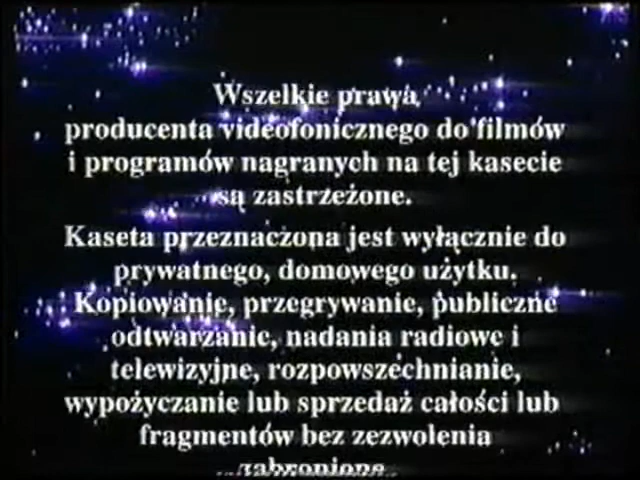 Wszelkie prawa
producenta videofonicznego do filmów
i programów nagranych na tej kasecie
są zastrzeżone.
Kaseta przeznaczona jest wyłącznie do
prywatnego, domowego użytku.
Kopiowanie, przegrywanie, publiczne
odtwarzanie, nadania radiowe i
telewizyjne, rozpowszechnianie,
wypożyczanie lub sprzedaż całości lub
fragmentów bez zezwolenia
zabronione